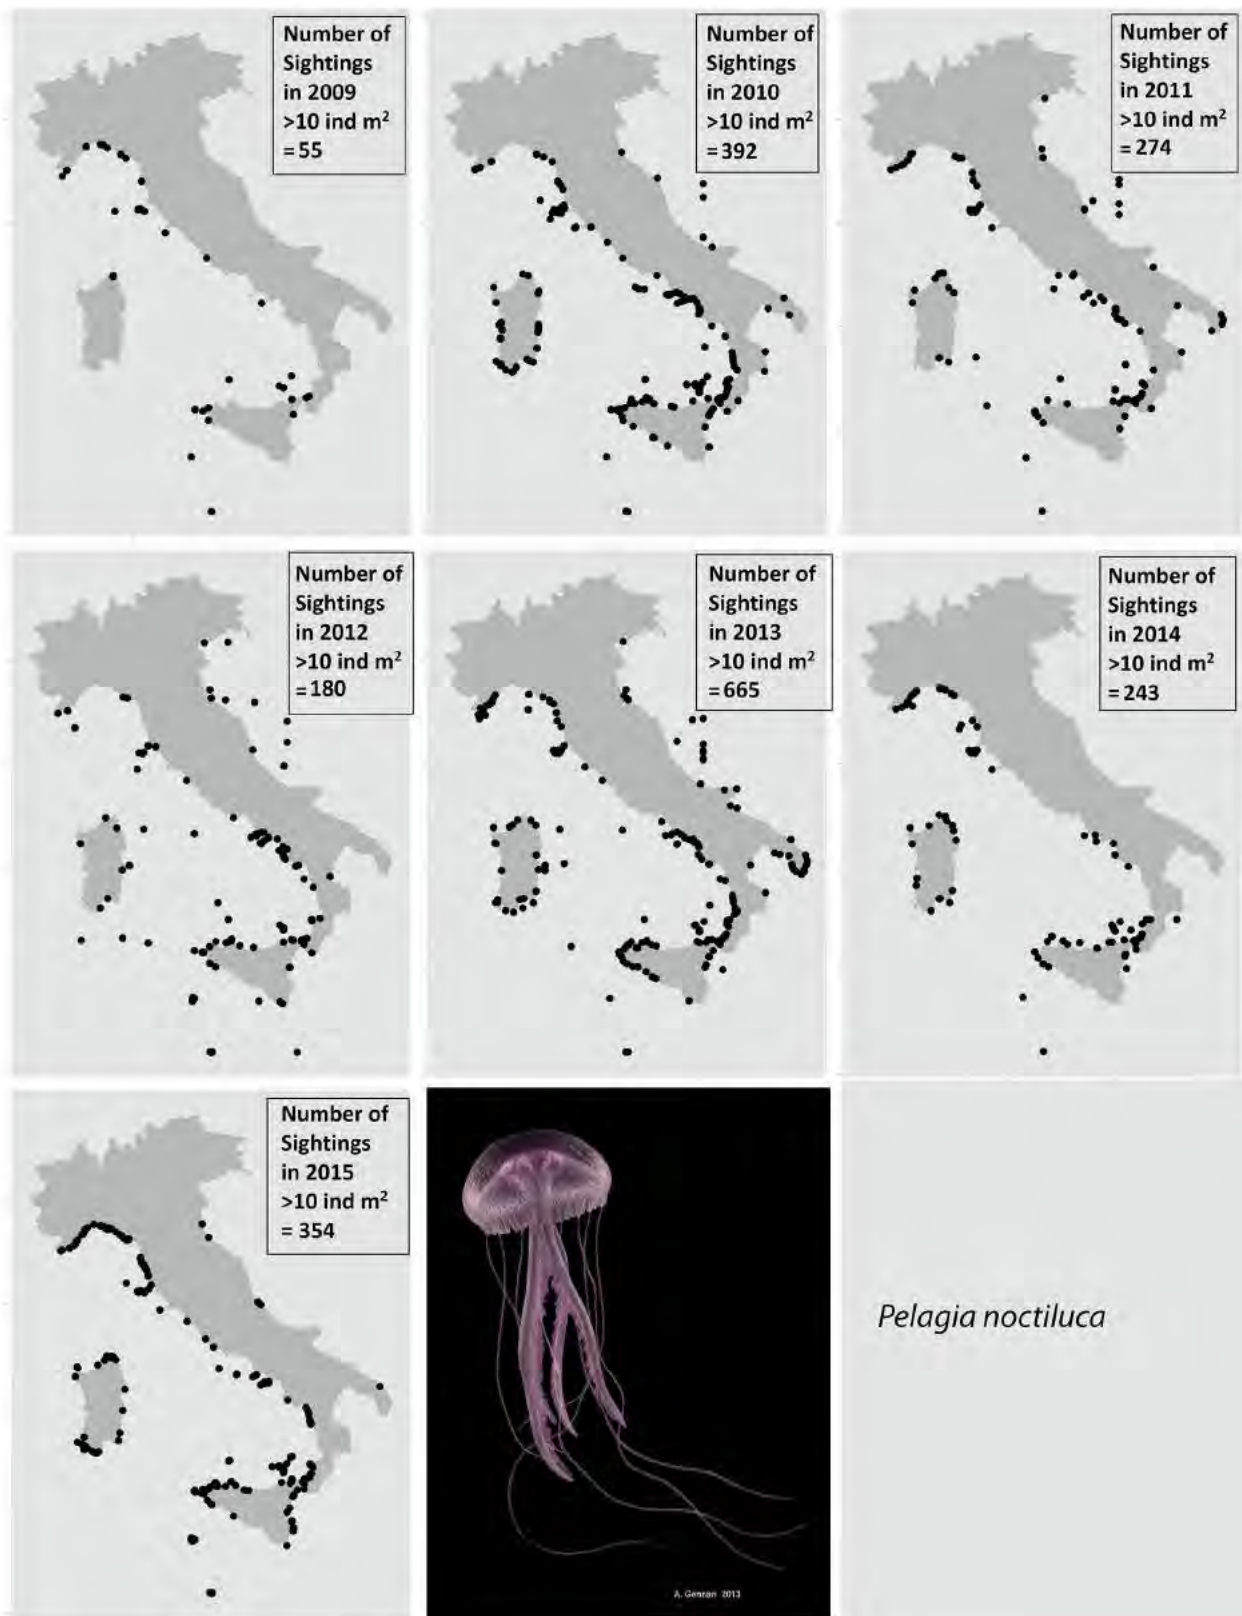 Number of
Sightings
in 2009
>10 ind m²
=55
Number of
Sightings
in 2010
>10 ind m²
=392
Number of
Sightings
in 2011
>10 ind m²
=274
Number of
Sightings
in 2012
>10 ind m²
=180
Number of
Sightings
in 2013
>10 ind m²
=665
Number of
Sightings
in 2014
>10 ind m²
=243
Number of
Sightings
in 2015
>10 ind m²
= 354
Pelagia noctiluca
A. Gennari 2013